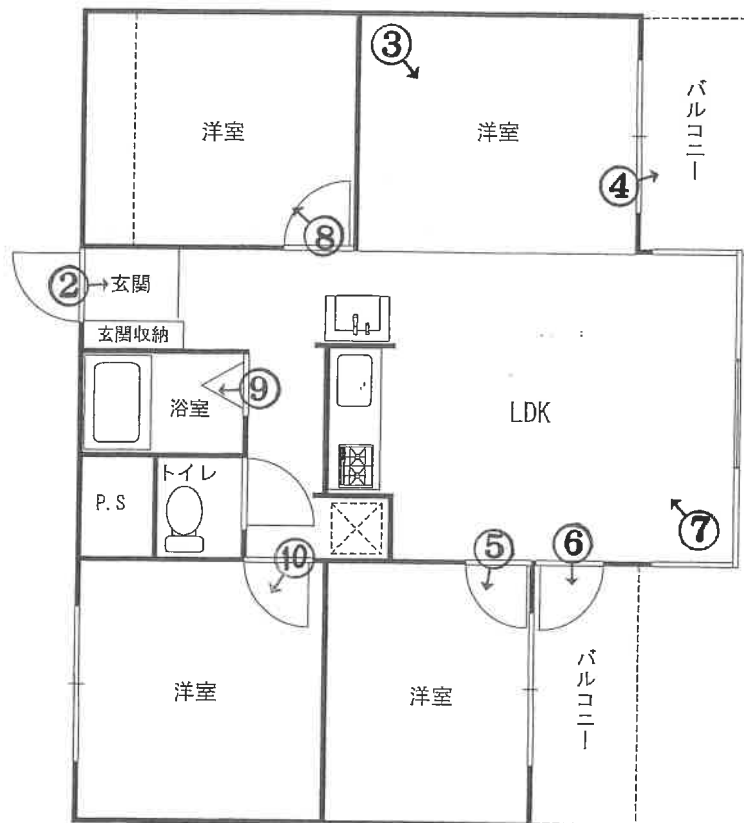 ③
洋室
洋室
バルコニー
④
⑧
②
玄関
玄関収納
⑨
浴室
LDK
トイレ
P.S
⑦
⑤
⑥
⑩
洋室
洋室
バルコニー